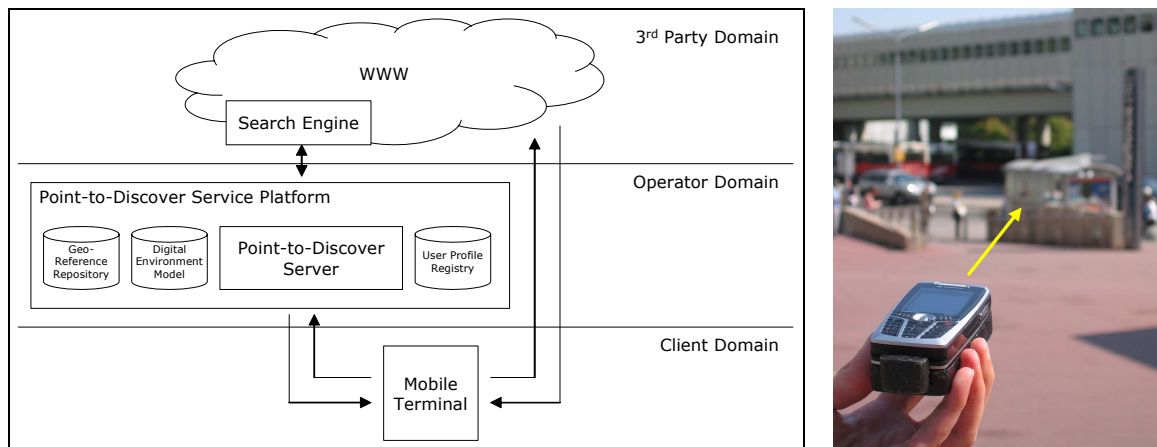 3rd Party Domain
WWW
Search Engine
Operator Domain
Point-to-Discover Service Platform
Geo-
Reference
Repository
Digital
Environment
Model
Point-to-Discover
Server
User Profile
Registry
Client Domain
Mobile
Terminal